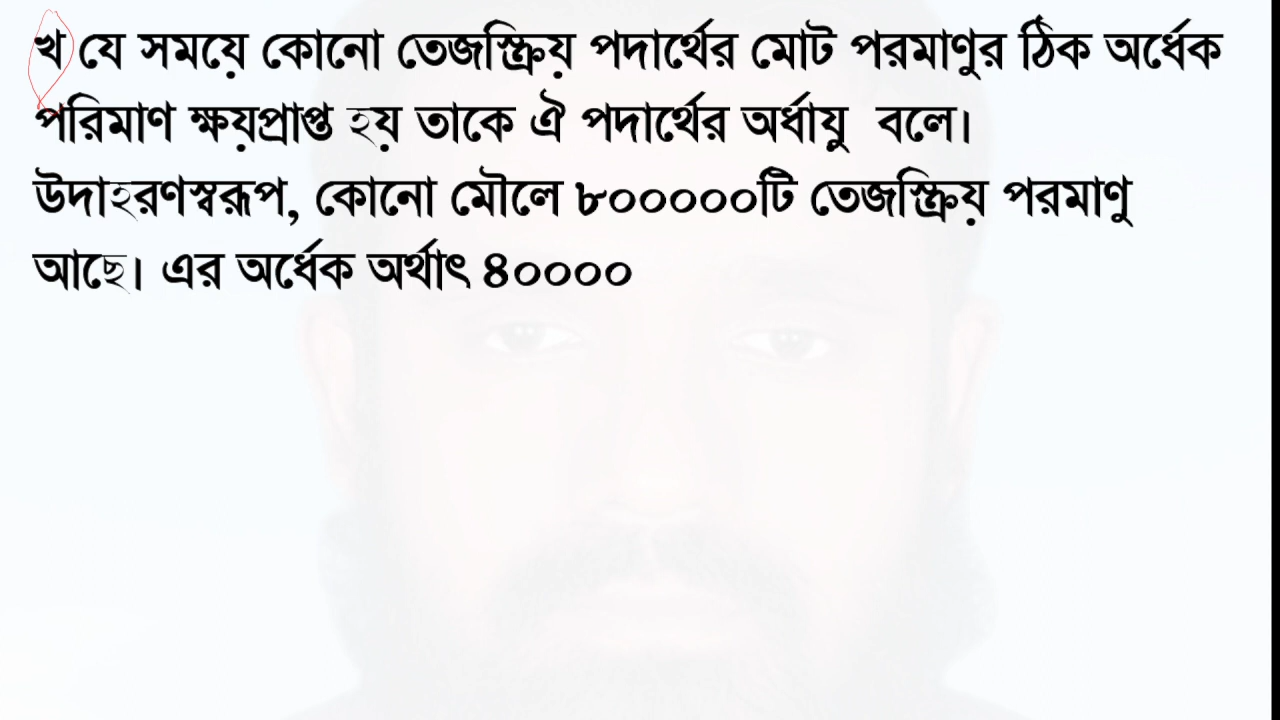 খ যে সময়ে কোনো তেজস্ক্রিয় পদার্থের মোট পরমাণুর ঠিক অর্ধেক
পরিমাণ ক্ষয়প্রাপ্ত হয় তাকে ঐ পদার্থের অর্ধায়ু বলে।
উদাহরণস্বরূপ, কোনো মৌলে ৮০০০০০টি তেজস্ক্রিয় পরমাণু
আছে। এর অর্ধেক অর্থাৎ ৪০০০০